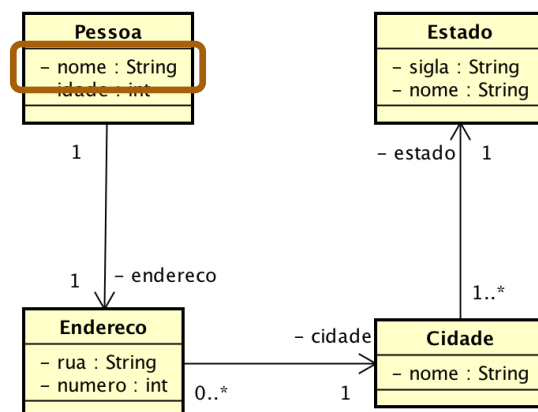 Pessoa
- nome : String
- idade : int
Estado
- sigla : String
- nome : String
1
- estado
1
1
- endereco
1..*
Endereco
- rua : String
- numero : int
- cidade
0..*
1
Cidade
- nome : String